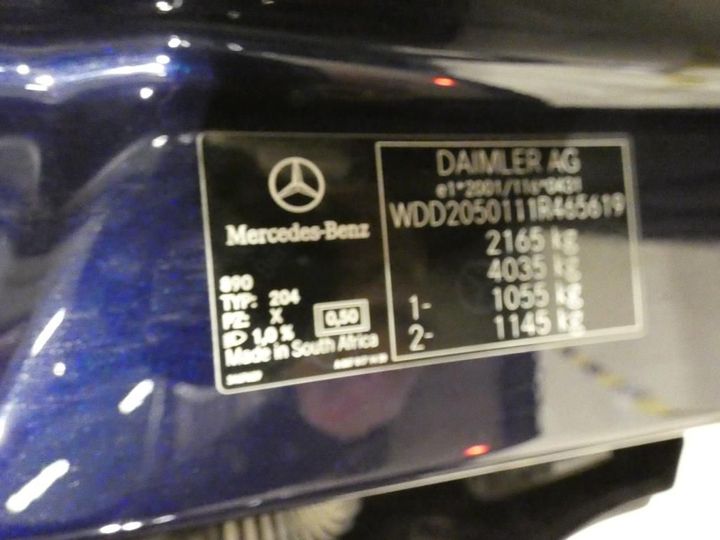 Mercedes-Benz
890
TYP: 204
PZ: X
1,0 %
0,50
Made in South Africa
DAIMLER AG
e1*2001/116*0431
WDD2050111R465619
2165 kg
4035 kg
1- 1055 kg
2- 1145 kg